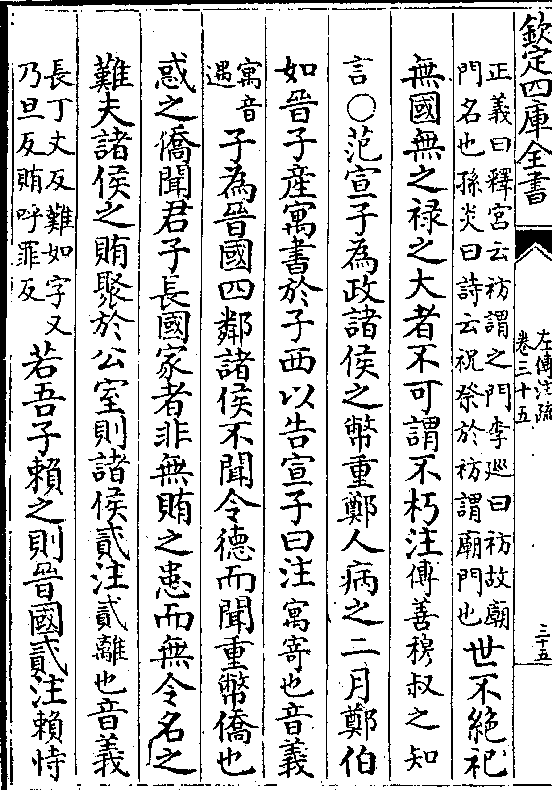 欽定四庫全書
左傳注疏
卷三十五
二十五
正義曰釋宫云祊謂之門李廵曰祊故廟
門名也孫炎曰詩云祝祭於祊謂廟門也
世不絶祀
無國無之禄之大者不可謂不朽注傳善穆叔之知
言○范宣子為政諸侯之幣重鄭人病之二月鄭伯
如晉子産寓書於子西以告宣子曰注寓寄也音義
寓音
遇
子為晉國四鄰諸侯不聞令德而聞重幣僑也
惑之僑聞君子長國家者非無賄之患而無令名之
難夫諸侯之賄聚於公室則諸侯貳注貳離也音義
長丁丈反難如字又
乃旦反賄呼罪反
若吾子賴之則晉國貳注賴恃